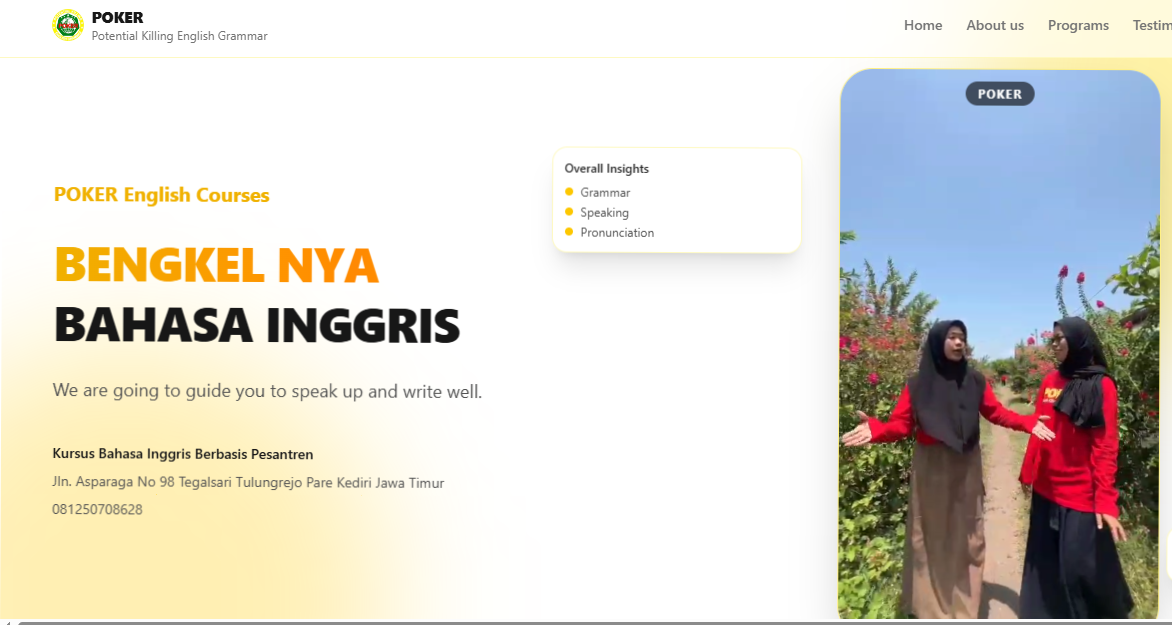 POKER
Potential Killing English Grammar
Home About us Programs Testim
POKER
POKER English Courses
BENGKEL NYA
BAHASA INGGRIS
We are going to guide you to speak up and write well.
Kursus Bahasa Inggris Berbasis Pesantren
Jln. Asparaga No 98 Tegalsari Tulungrejo Pare Kediri Jawa Timur
081250708628
Overall Insights
Grammar
Speaking
Pronunciation